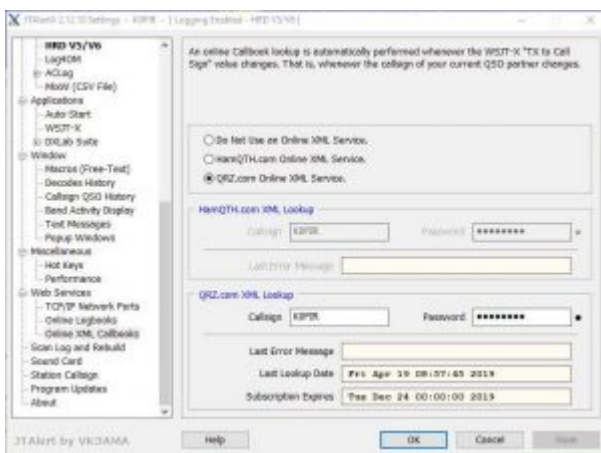 JTAlertX 2.13.10 Settings - K0PIR - [ Logging Enabled - HRD V5/V6 ]
HRD V5/V6
Log4OM
ACLog
MixW (CSV File)
Applications
Auto-Start
WSJT-X
DXLab Suite
Window
Macros (Free-Text)
Decodes History
Callsign QSO History
Band Activity Display
Text Messages
Popup Windows
Miscellaneous
Hot Keys
Performance
Web Services
TCP/IP Network Ports
Online Logbooks
Online XML Callbooks
Scan Log and Rebuild
Sound Card
Station Callsign
Program Updates
About
An online Callbook lookup is automatically performed whenever the WSJT-X "TX to Call
Sign" value changes. That is, whenever the callsign of your current QSO partner changes.
Do Not Use an Online XML Service.
HamQTH.com Online XML Service.
QRZ.com Online XML Service.
HamQTH.com XML Lookup
Callsign K0PIR Password ********
Last Error Message
QRZ.com XML Lookup
Callsign K0PIR Password ********
Last Error Message
Last Lookup Date Fri Apr 19 08:57:45 2019
Subscription Expires Tue Dec 24 00:00:00 2019
JTAlert by VK3AMA Help OK Cancel Save